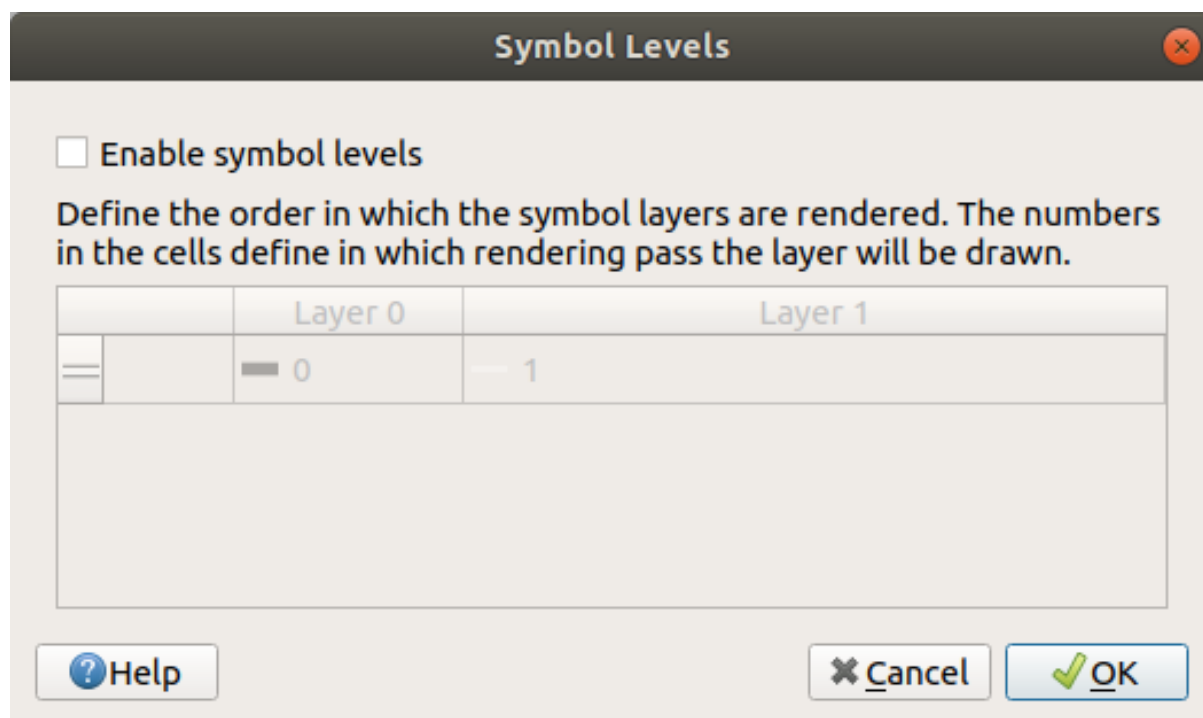 Symbol Levels
Enable symbol levels
Define the order in which the symbol layers are rendered. The numbers
in the cells define in which rendering pass the layer will be drawn.
Layer 0 Layer 1
0 1
Help Cancel OK